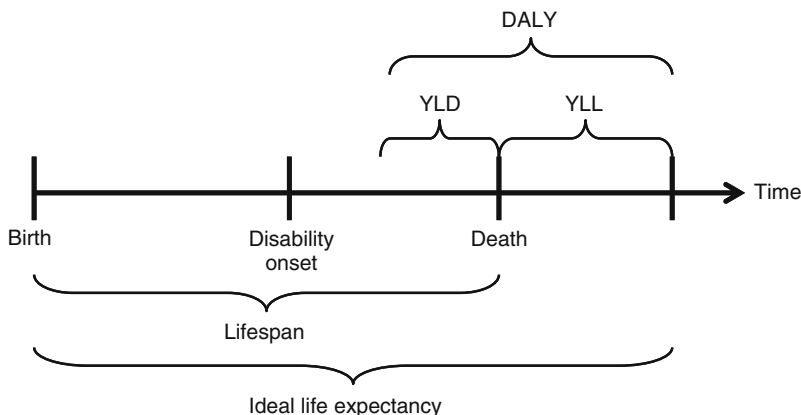 DALY
YLD
YLL
Time
Birth
Disability
onset
Death
Lifespan
Ideal life expectancy